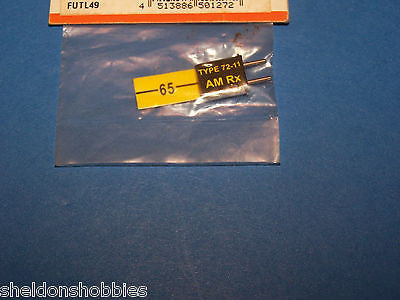 FUTL49
4 513886 501272
65
TYPE 72-11
AM Rx
sheldonshobbies